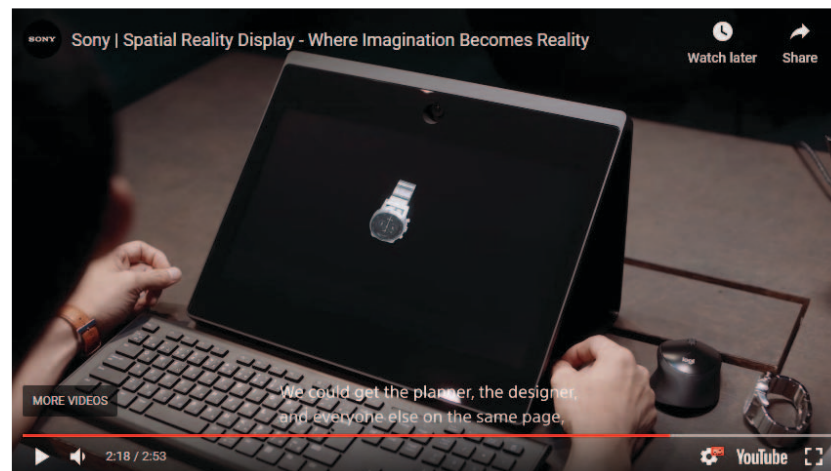 SONY
Sony | Spatial Reality Display - Where Imagination Becomes Reality
Watch later
Share
logi
We could get the planner, the designer,
and everyone else on the same page,
MORE VIDEOS
2:18 / 2:53
YouTube